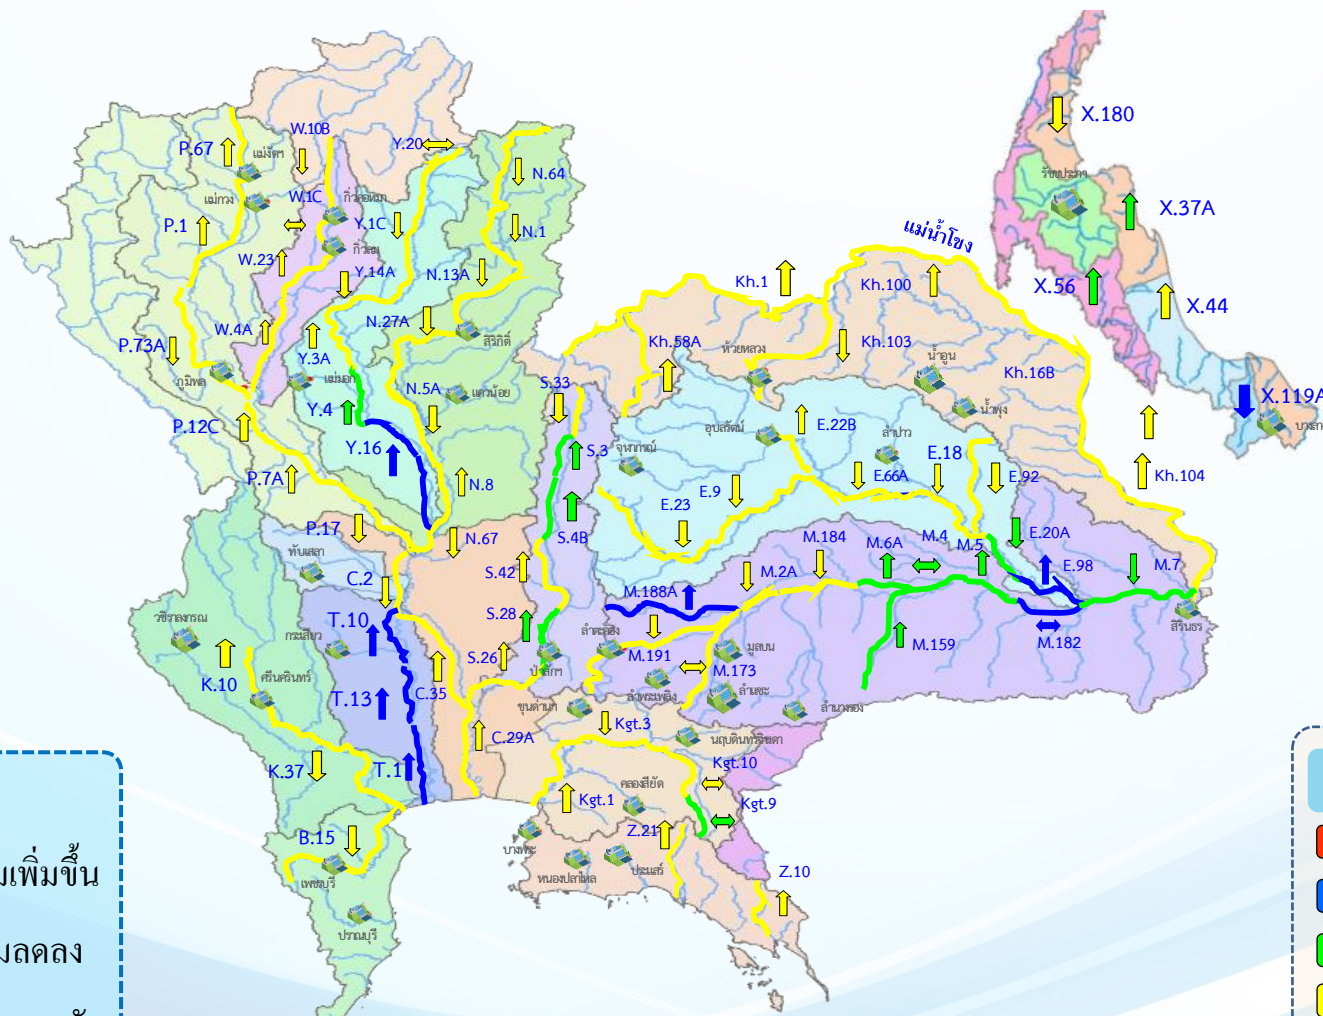 X.180
รัชชประภา
X.37A
X.56
X.44
X.119A
W.10B
P.67
แม่งัดฯ
Y.20
N.64
W.1C
กิ่วคอหมา
แม่กวง
P.1
Y.1C
N.1
กิ่วลม
W.23
Y.14A
N.13A
แม่น้ำโขง
Kh.1
Kh.100
W.4A
N.27A
สิริกิติ์
P.73A
Y.3A
Kh.58A
ห้วยหลวง
Kh.103
น้ำอูน
Kh.16B
ภูมิพล
แม่มอก
N.5A
แควน้อย
S.33
น้ำพุง
Y.4
P.12C
อุบลรัตน์
E.22B
ลำปาว
Y.16
S.3
จุฬาภรณ์
E.18
P.7A
N.8
E.23
E.9
E.66A
E.92
Kh.104
P.17
N.67
S.4B
M.184
M.6A
M.4
M.5
E.20A
ทับเสลา
C.2
S.42
M.188A
M.2A
E.98
M.7
T.10
S.28
วชิราลงกรณ
กระเสียว
ลำตะคอง
มูลบน
M.159
M.182
สิรินธร
K.10
ศรีนครินทร์
S.26
ป่าสักฯ
M.191
M.173
ลำแชะ
T.13
C.35
ลำพระเพลิง
ขุนด่านฯ
ลำนางรอง
C.29A
Kgt.3
นฤบดินทรจินดา
K.37
T.1
Kgt.10
คลองสียัด
Kgt.1
Kgt.9
B.15
Z.21
บางพระ
เพชรบุรี
หนองปลาไหล
ประแสร์
Z.10
เพิ่มขึ้น
ลดลง
ปราณบุรี